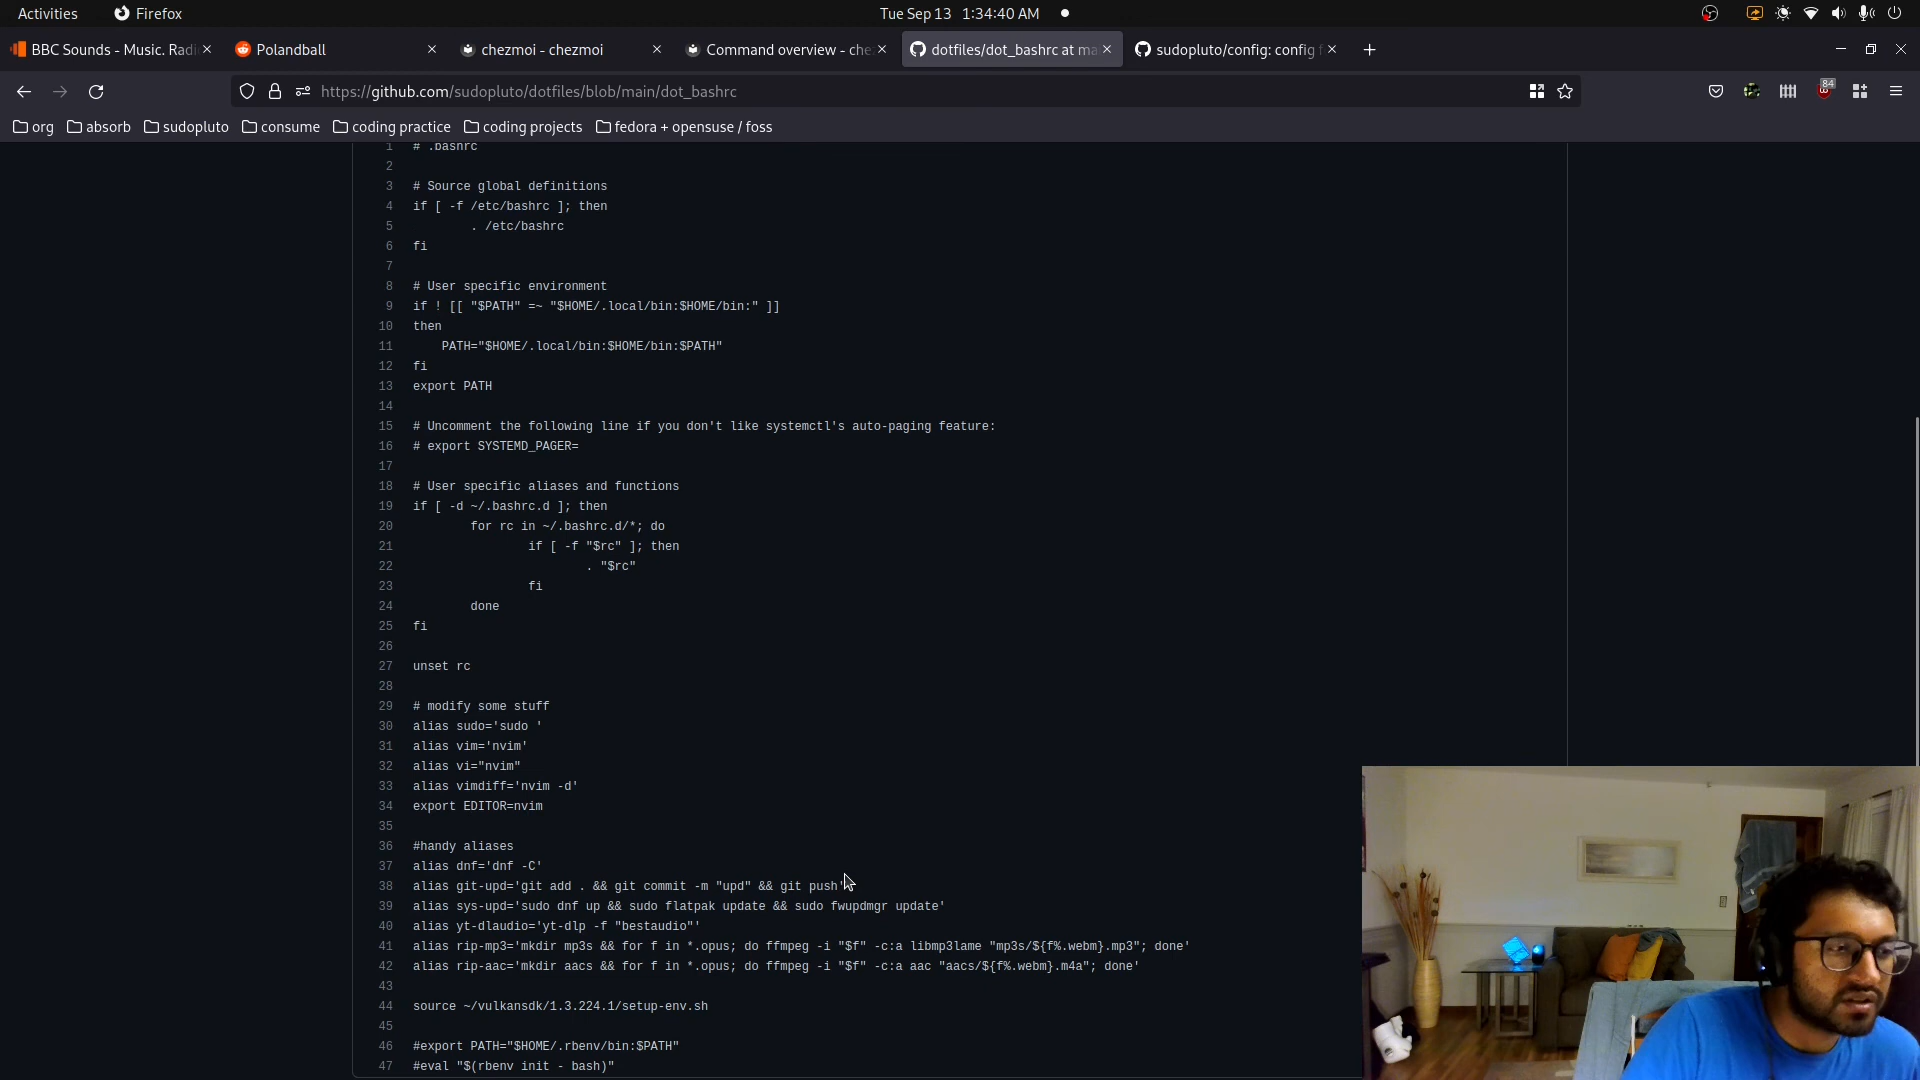 Activities Firefox Tue Sep 13 1:34:40 AM
BBC Sounds - Music. Radi Polandball chezmoi - chezmoi Command overview - che dotfiles/dot_bashrc at ma sudopluto/config: config f
https://github.com/sudopluto/dotfiles/blob/main/dot_bashrc 84
org absorb sudopluto consume coding practice coding projects fedora + opensuse / foss
1 # .bashrc
2
3 # Source global definitions
4 if [ -f /etc/bashrc ]; then
5 . /etc/bashrc
6 fi
7
8 # User specific environment
9 if ! [[ "$PATH" =~ "$HOME/.local/bin:$HOME/bin:" ]]
10 then
11 PATH="$HOME/.local/bin:$HOME/bin:$PATH"
12 fi
13 export PATH
14
15 # Uncomment the following line if you don't like systemctl's auto-paging feature:
16 # export SYSTEMD_PAGER=
17
18 # User specific aliases and functions
19 if [ -d ~/.bashrc.d ]; then
20 for rc in ~/.bashrc.d/*; do
21 if [ -f "$rc" ]; then
22 . "$rc"
23 fi
24 done
25 fi
26
27 unset rc
28
29 # modify some stuff
30 alias sudo='sudo '
31 alias vim='nvim'
32 alias vi="nvim"
33 alias vimdiff='nvim -d'
34 export EDITOR=nvim
35
36 #handy aliases
37 alias dnf='dnf -C'
38 alias git-upd='git add . && git commit -m "upd" && git push'
39 alias sys-upd='sudo dnf up && sudo flatpak update && sudo fwupdmgr update'
40 alias yt-dlaudio='yt-dlp -f "bestaudio"'
41 alias rip-mp3='mkdir mp3s && for f in *.opus; do ffmpeg -i "$f" -c:a libmp3lame "mp3s/${f%.webm}.mp3"; done'
42 alias rip-aac='mkdir aacs && for f in *.opus; do ffmpeg -i "$f" -c:a aac "aacs/${f%.webm}.m4a"; done'
43
44 source ~/vulkansdk/1.3.224.1/setup-env.sh
45
46 #export PATH="$HOME/.rbenv/bin:$PATH"
47 #eval "$(rbenv init - bash)"